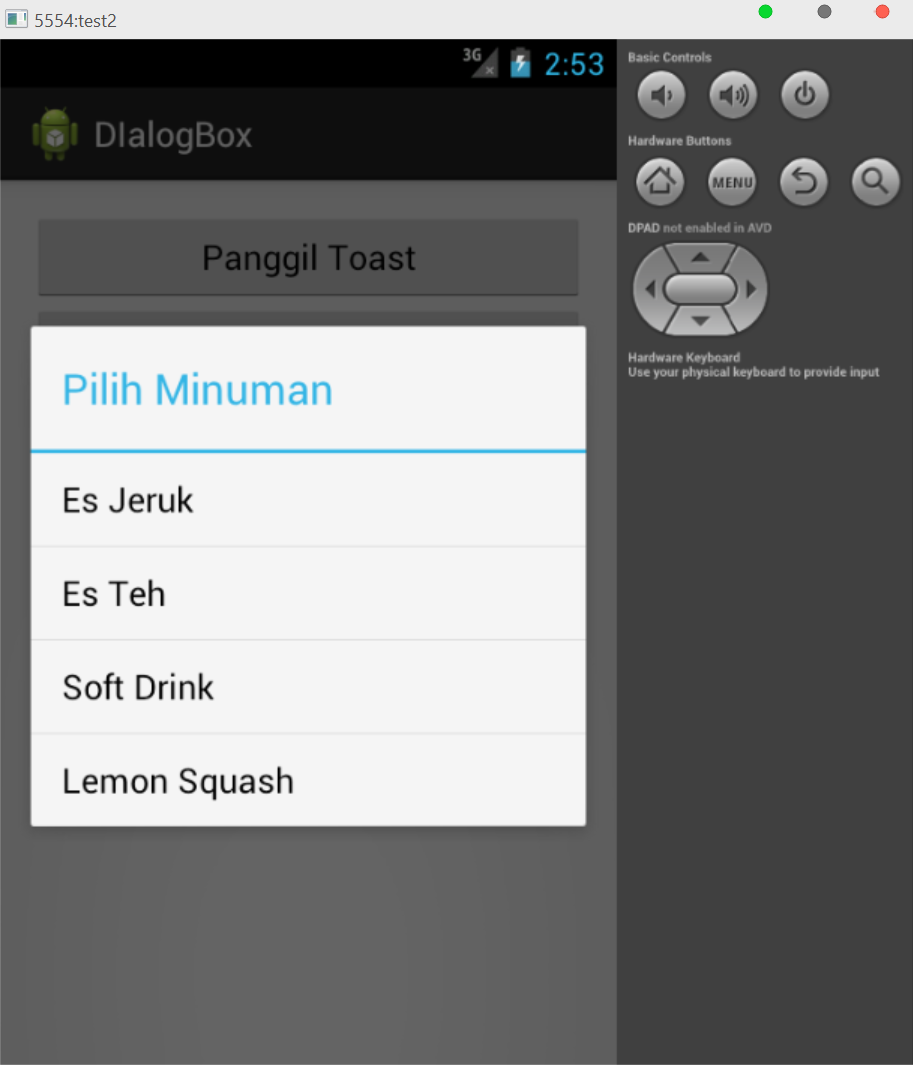 5554:test2
3G 2:53
DIalogBox
Panggil Toast
Pilih Minuman
Es Jeruk
Es Teh
Soft Drink
Lemon Squash
Basic Controls
Hardware Buttons
MENU
DPAD not enabled in AVD
Hardware Keyboard
Use your physical keyboard to provide input